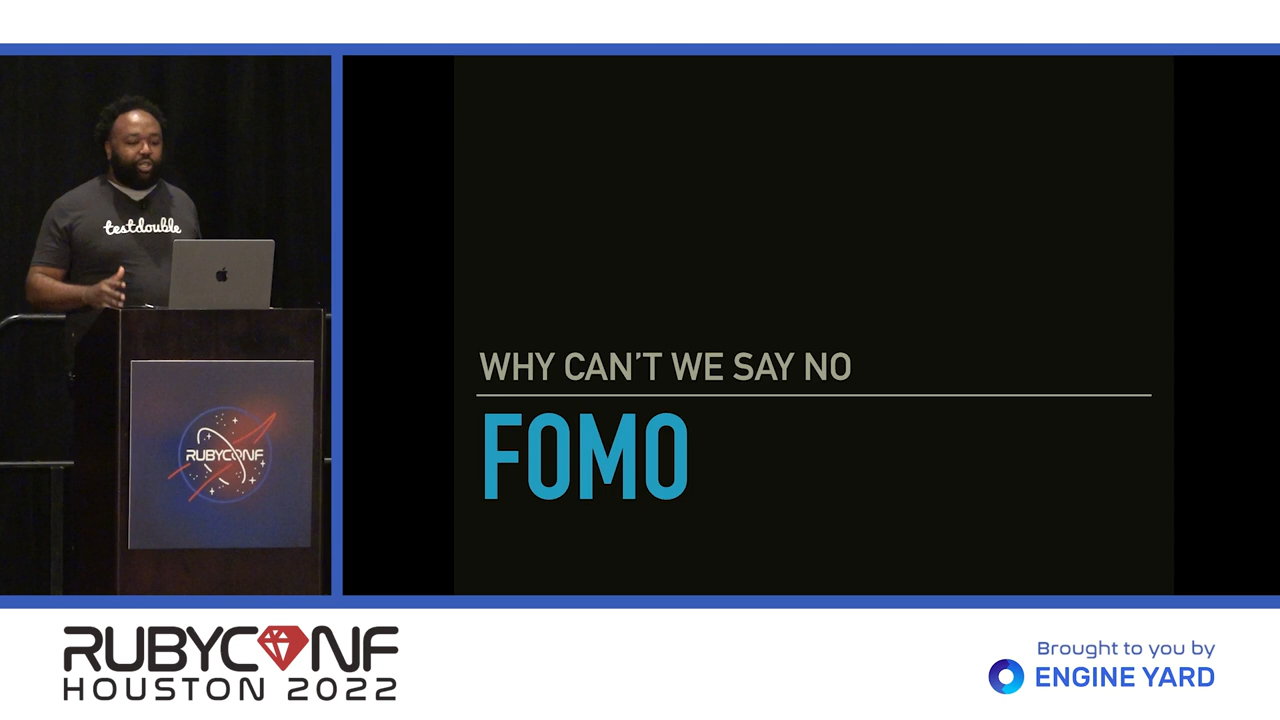 testdouble
RUBYCONF
WHY CAN'T WE SAY NO
FOMO
RUBYCONF
HOUSTON 2022
Brought to you by
ENGINE YARD